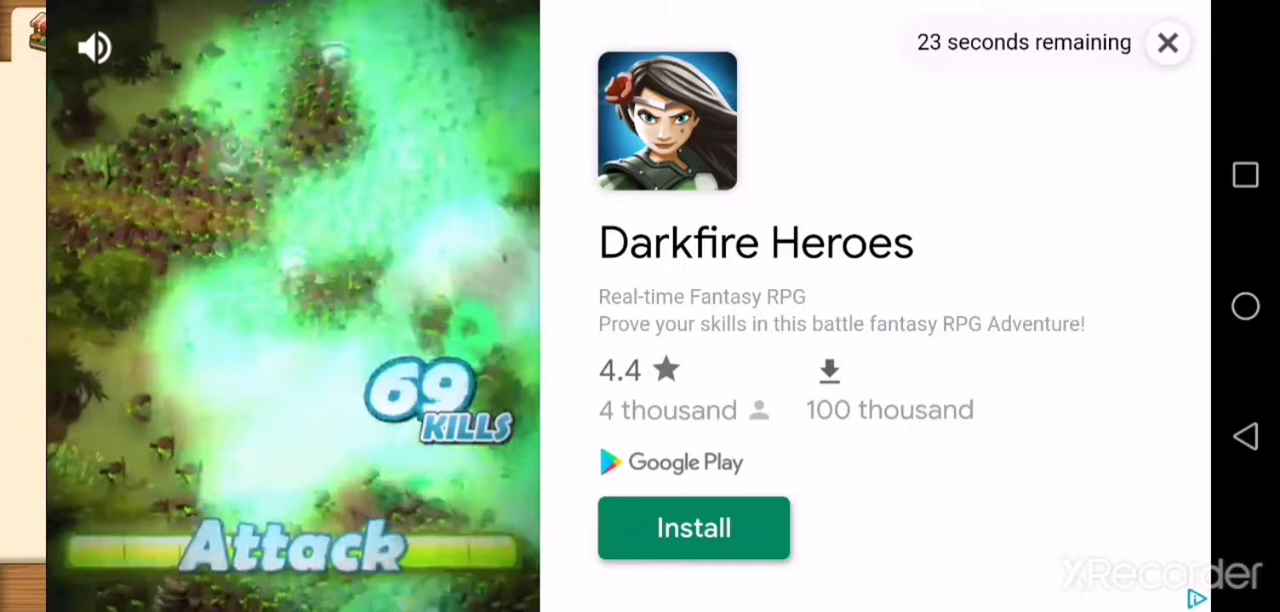 23 seconds remaining
Darkfire Heroes
Real-time Fantasy RPG
Prove your skills in this battle fantasy RPG Adventure!
4.4
4 thousand
100 thousand
Google Play
Install
69
KILLS
Attack
XRecorder